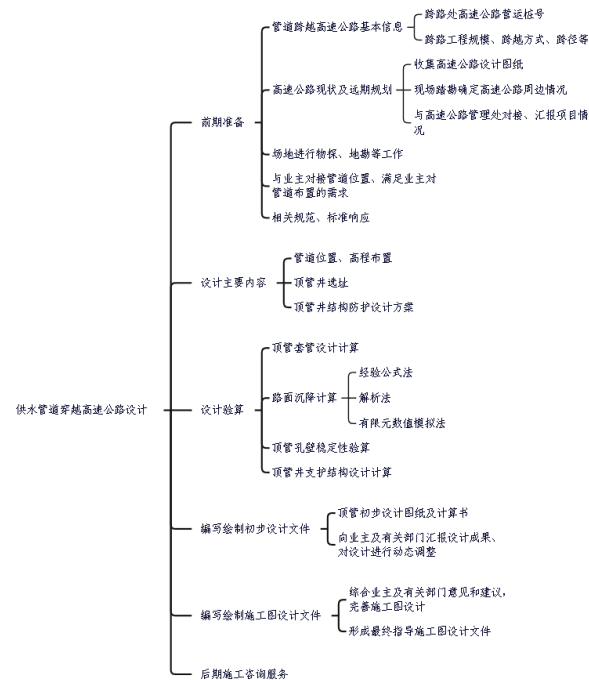 供水管道穿越高速公路设计
前期准备
管道跨越高速公路基本信息
跨路处高速公路营运桩号
跨路工程规模、跨越方式、跨径等
高速公路现状及远期规划
收集高速公路设计图纸
现场踏勘确定高速公路周边情况
与高速公路管理处对接、汇报项目情
况
场地进行物探、地勘等工作
与业主对接管道位置、满足业主对
管道布置的需求
相关规范、标准响应
设计主要内容
管道位置、高程布置
顶管井选址
顶管井结构防护设计方案
设计验算
顶管套管设计计算
路面沉降计算
经验公式法
解析法
有限元数值模拟法
顶管孔壁稳定性验算
顶管井支护结构设计计算
编写绘制初步设计文件
顶管初步设计图纸及计算书
向业主及有关部门汇报设计成果、
对设计进行动态调整
编写绘制施工图设计文件
综合业主及有关部门意见和建议，
完善施工图设计
形成最终指导施工图设计文件
后期施工咨询服务